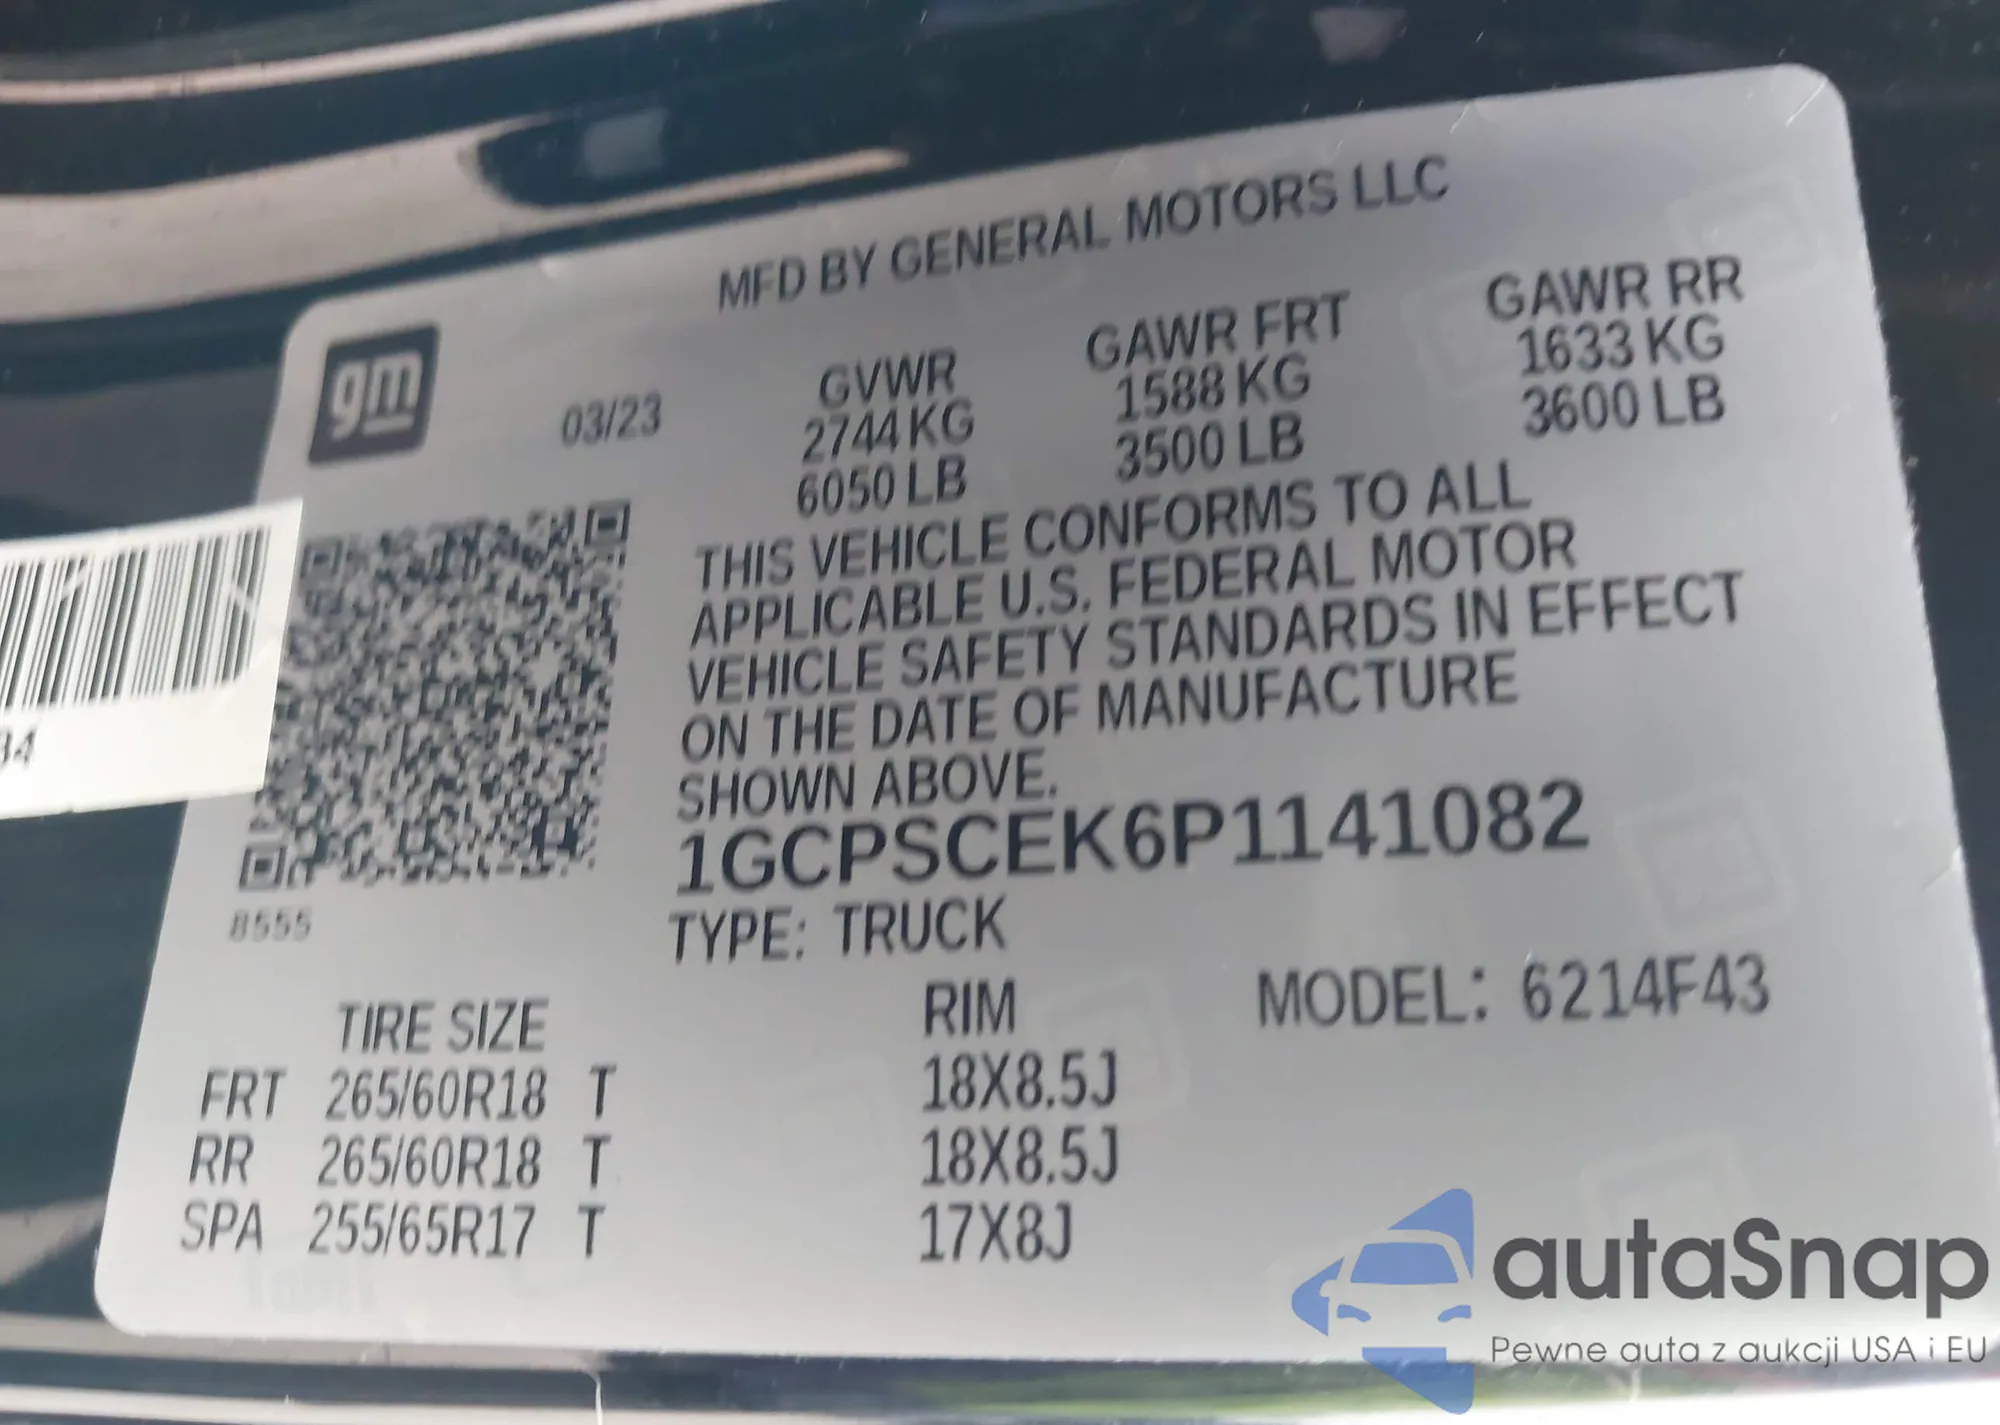 MFD BY GENERAL MOTORS LLC
gm
03/23
GVWR GAWR FRT GAWR RR
2744 KG 1588 KG 1633 KG
6050 LB 3500 LB 3600 LB
THIS VEHICLE CONFORMS TO ALL
APPLICABLE U.S. FEDERAL MOTOR
VEHICLE SAFETY STANDARDS IN EFFECT
ON THE DATE OF MANUFACTURE
SHOWN ABOVE.
1GCPSCEK6P1141082
TYPE: TRUCK
8555
MODEL: 6214F43
TIRE SIZE RIM
FRT 265/60R18 T 18X8.5J
RR 265/60R18 T 18X8.5J
SPA 255/65R17 T 17X8J
34
autaSnap
Pewne auta z aukcji USA i EU